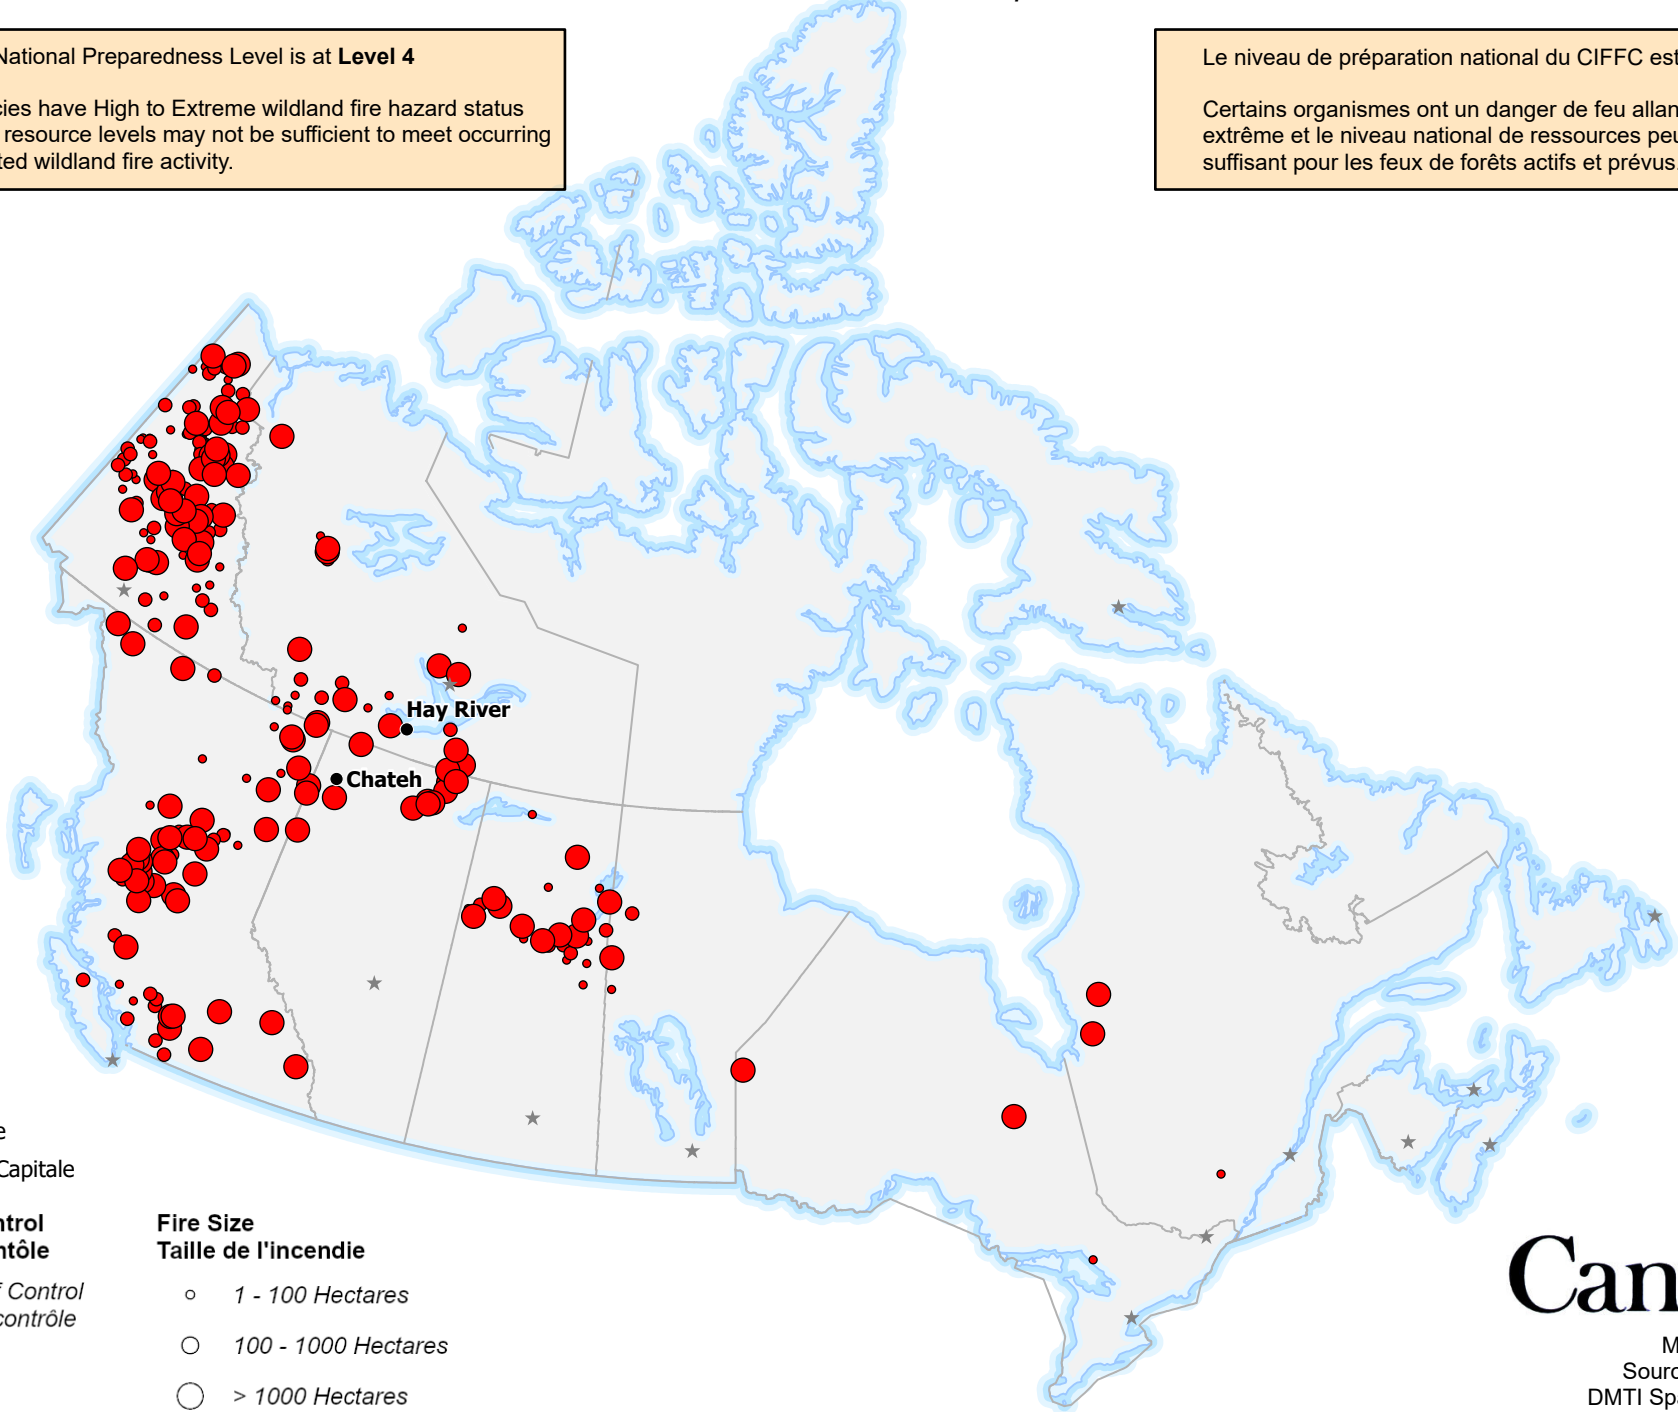 National Preparedness Level is at Level 4
cies have High to Extreme wildland fire hazard status
resource levels may not be sufficient to meet occurring
ted wildland fire activity.
Le niveau de préparation national du CIFFC est
Certains organismes ont un danger de feu allan
extrême et le niveau national de ressources peu
suffisant pour les feux de forêts actifs et prévus.
Hay River
Chateh
e
Capitale
ntrol
ntôle
f Control
contrôle
Fire Size
Taille de l'incendie
1 - 100 Hectares
100 - 1000 Hectares
> 1000 Hectares
Can
M
Sourc
DMTI Spa